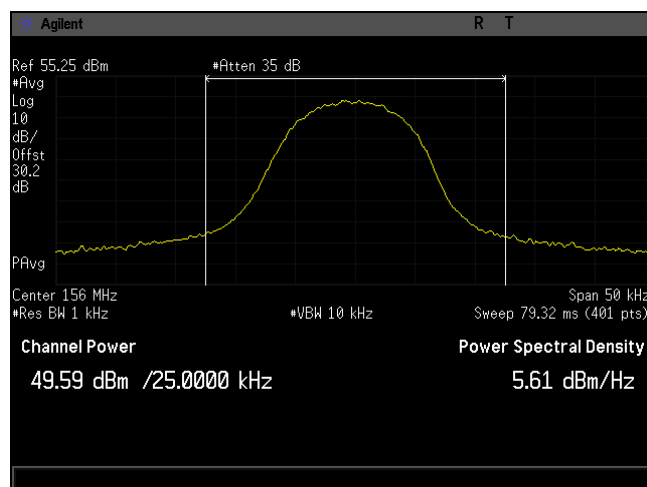 Agilent R T
Ref 55.25 dBm #Atten 35 dB
#Avg
Log
10
dB/
Offst
30.2
dB
PAvg
Center 156 MHz Span 50 kHz
#Res BW 1 kHz #VBW 10 kHz Sweep 79.32 ms (401 pts)
Channel Power Power Spectral Density
49.59 dBm /25.0000 kHz 5.61 dBm/Hz